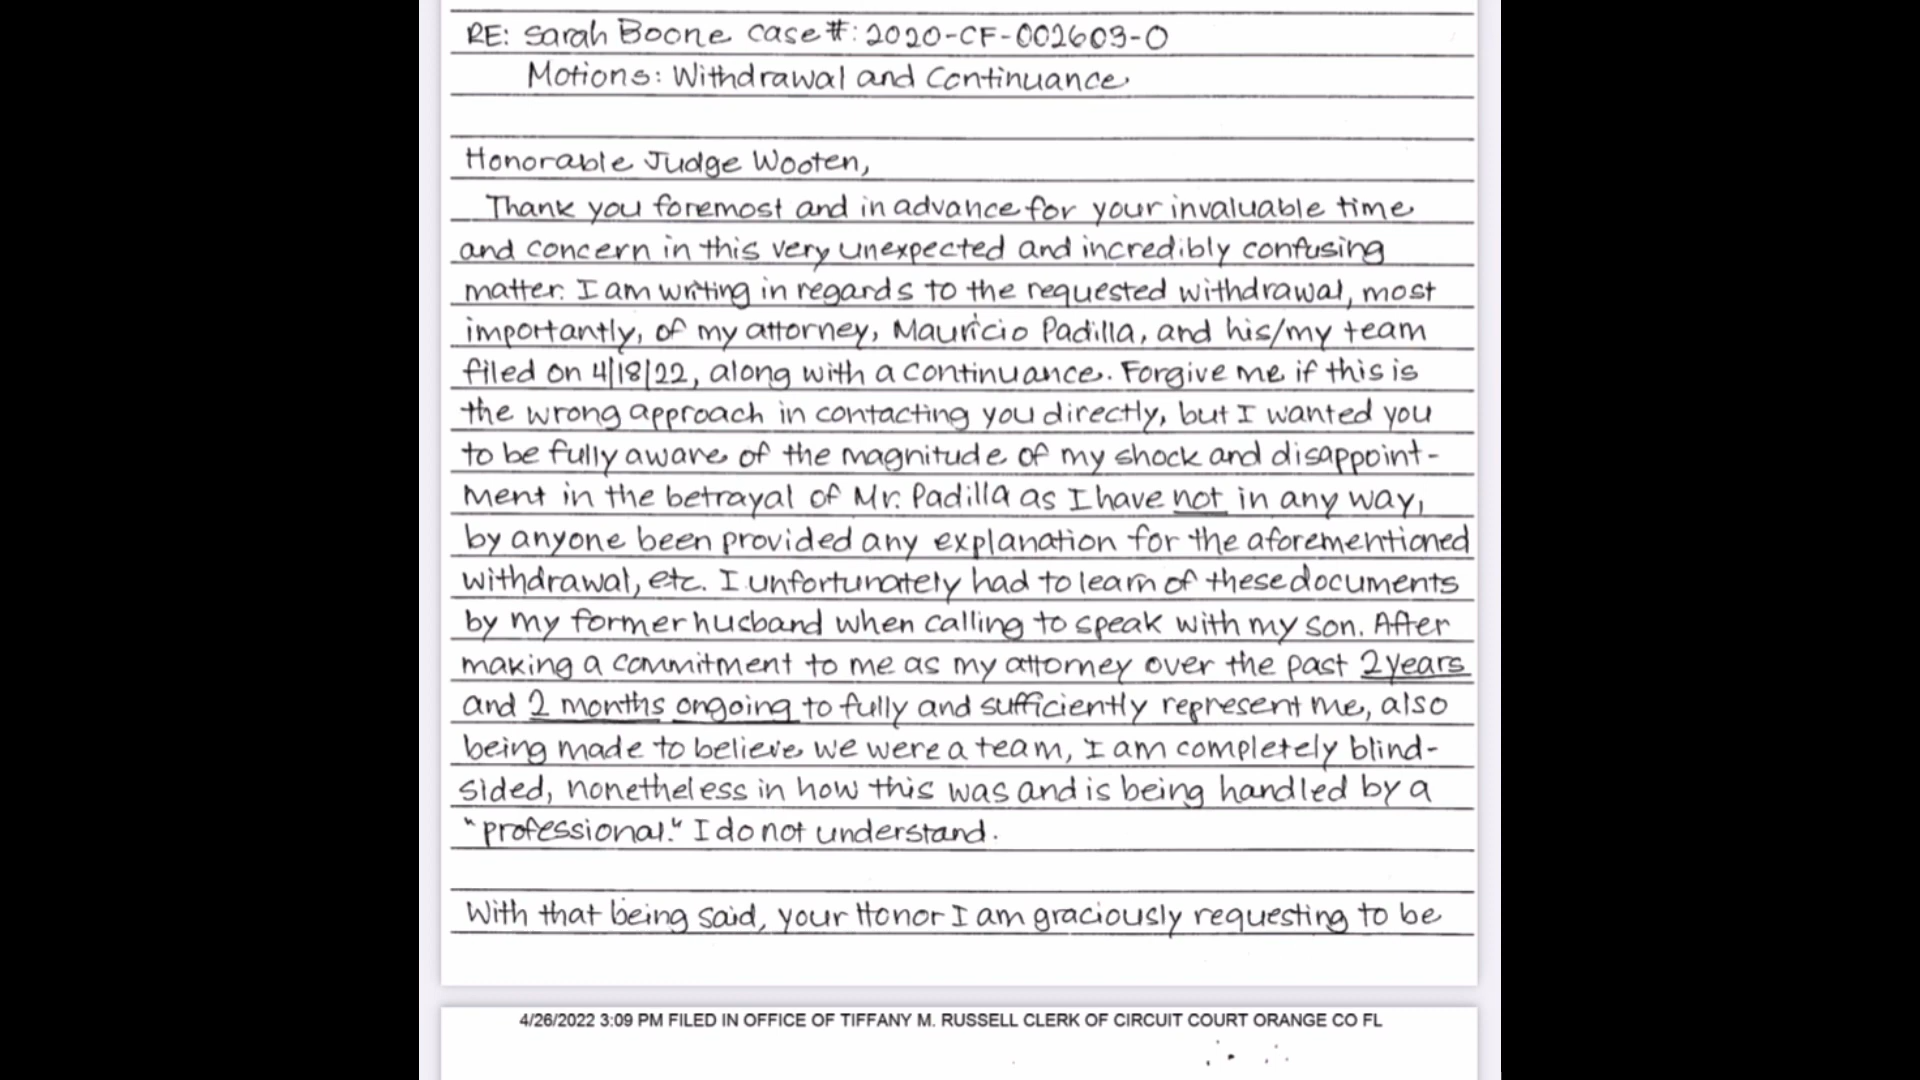 RE: Sarah Boone Case#: 2020-CF-002603-O
Motions: Withdrawal and Continuance
Honorable Judge Wooten,
Thank you foremost and in advance for your invaluable time
and concern in this very unexpected and incredibly confusing
matter. I am writing in regards to the requested withdrawal, most
importantly, of my attorney, Mauricio Padilla, and his/my team
filed on 4/18/22, along with a continuance. Forgive me if this is
the wrong approach in contacting you directly, but I wanted you
to be fully aware of the magnitude of my shock and disappoint-
ment in the betrayal of Mr. Padilla as I have not in any way,
by anyone been provided any explanation for the aforementioned
withdrawal, etc. I unfortunately had to learn of these documents
by my former husband when calling to speak with my son. After
making a commitment to me as my attorney over the past 2 years
and 2 months ongoing to fully and sufficiently represent me, also
being made to believe we were a team, I am completely blind-
sided, nonetheless in how this was and is being handled by a
"professional." I do not understand.
With that being said, your Honor I am graciously requesting to be
4/26/2022 3:09 PM FILED IN OFFICE OF TIFFANY M. RUSSELL CLERK OF CIRCUIT COURT ORANGE CO FL